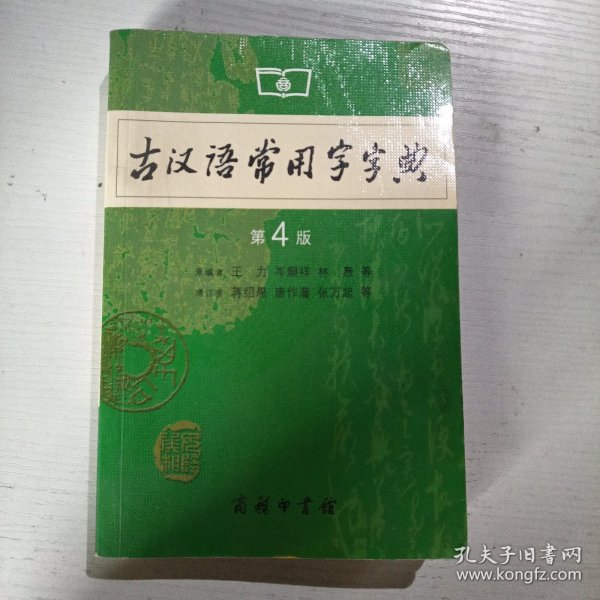 古汉语常用字字典
第4版
原编者 王力 岑麒祥 林焘 等
增订者 蒋绍愚 唐作藩 张万起 等
商务印书馆
孔夫子旧书网
www.kongfz.com